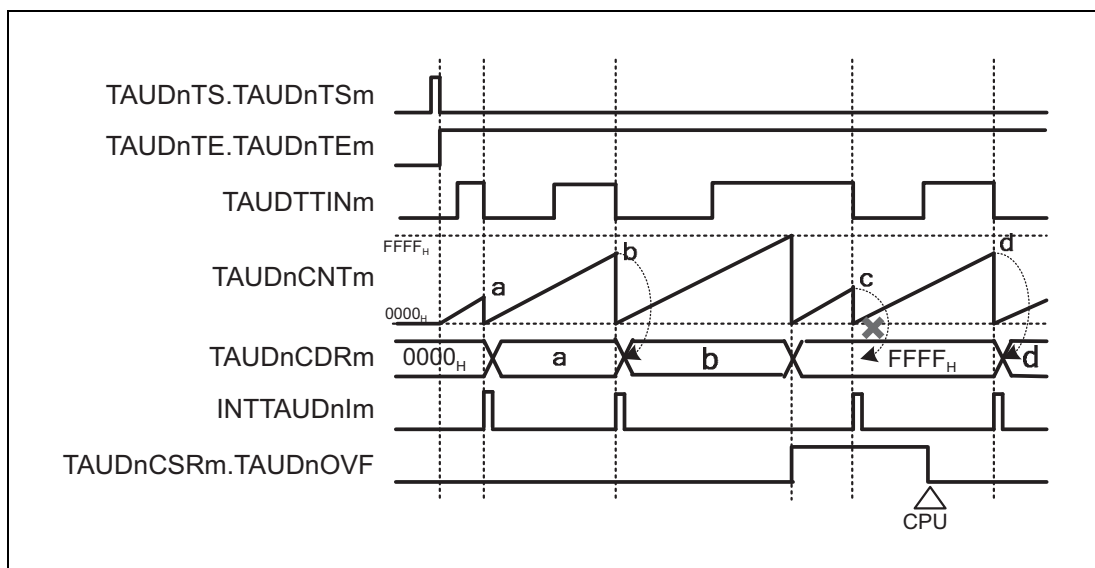 TAUDnTS.TAUDnTSm
TAUDnTE.TAUDnTEm
TAUDTTINm
FFFFH
TAUDnCNTm
0000H
a
b
c
d
TAUDnCDRm
0000H
a
b
FFFFH
d
INTTAUDnIm
TAUDnCSRm.TAUDnOVF
CPU